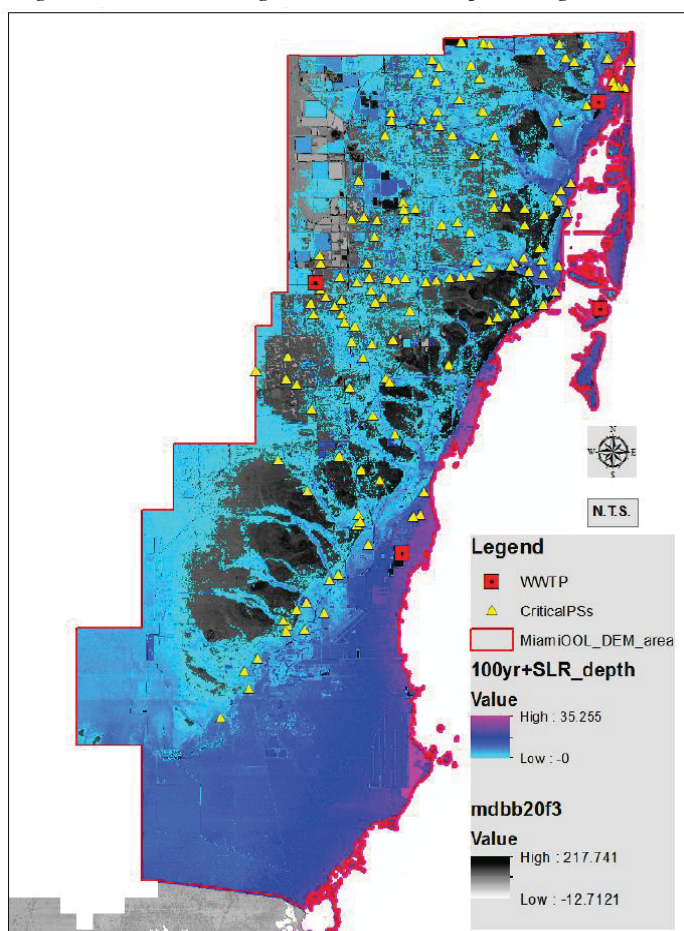 N
W E
S
N.T.S.
Legend
WWTP
CriticalPSs
MiamiOOL_DEM_area
100yr+SLR_depth
Value
High : 35.255
Low : -0
mdbb20f3
Value
High : 217.741
Low : -12.7121